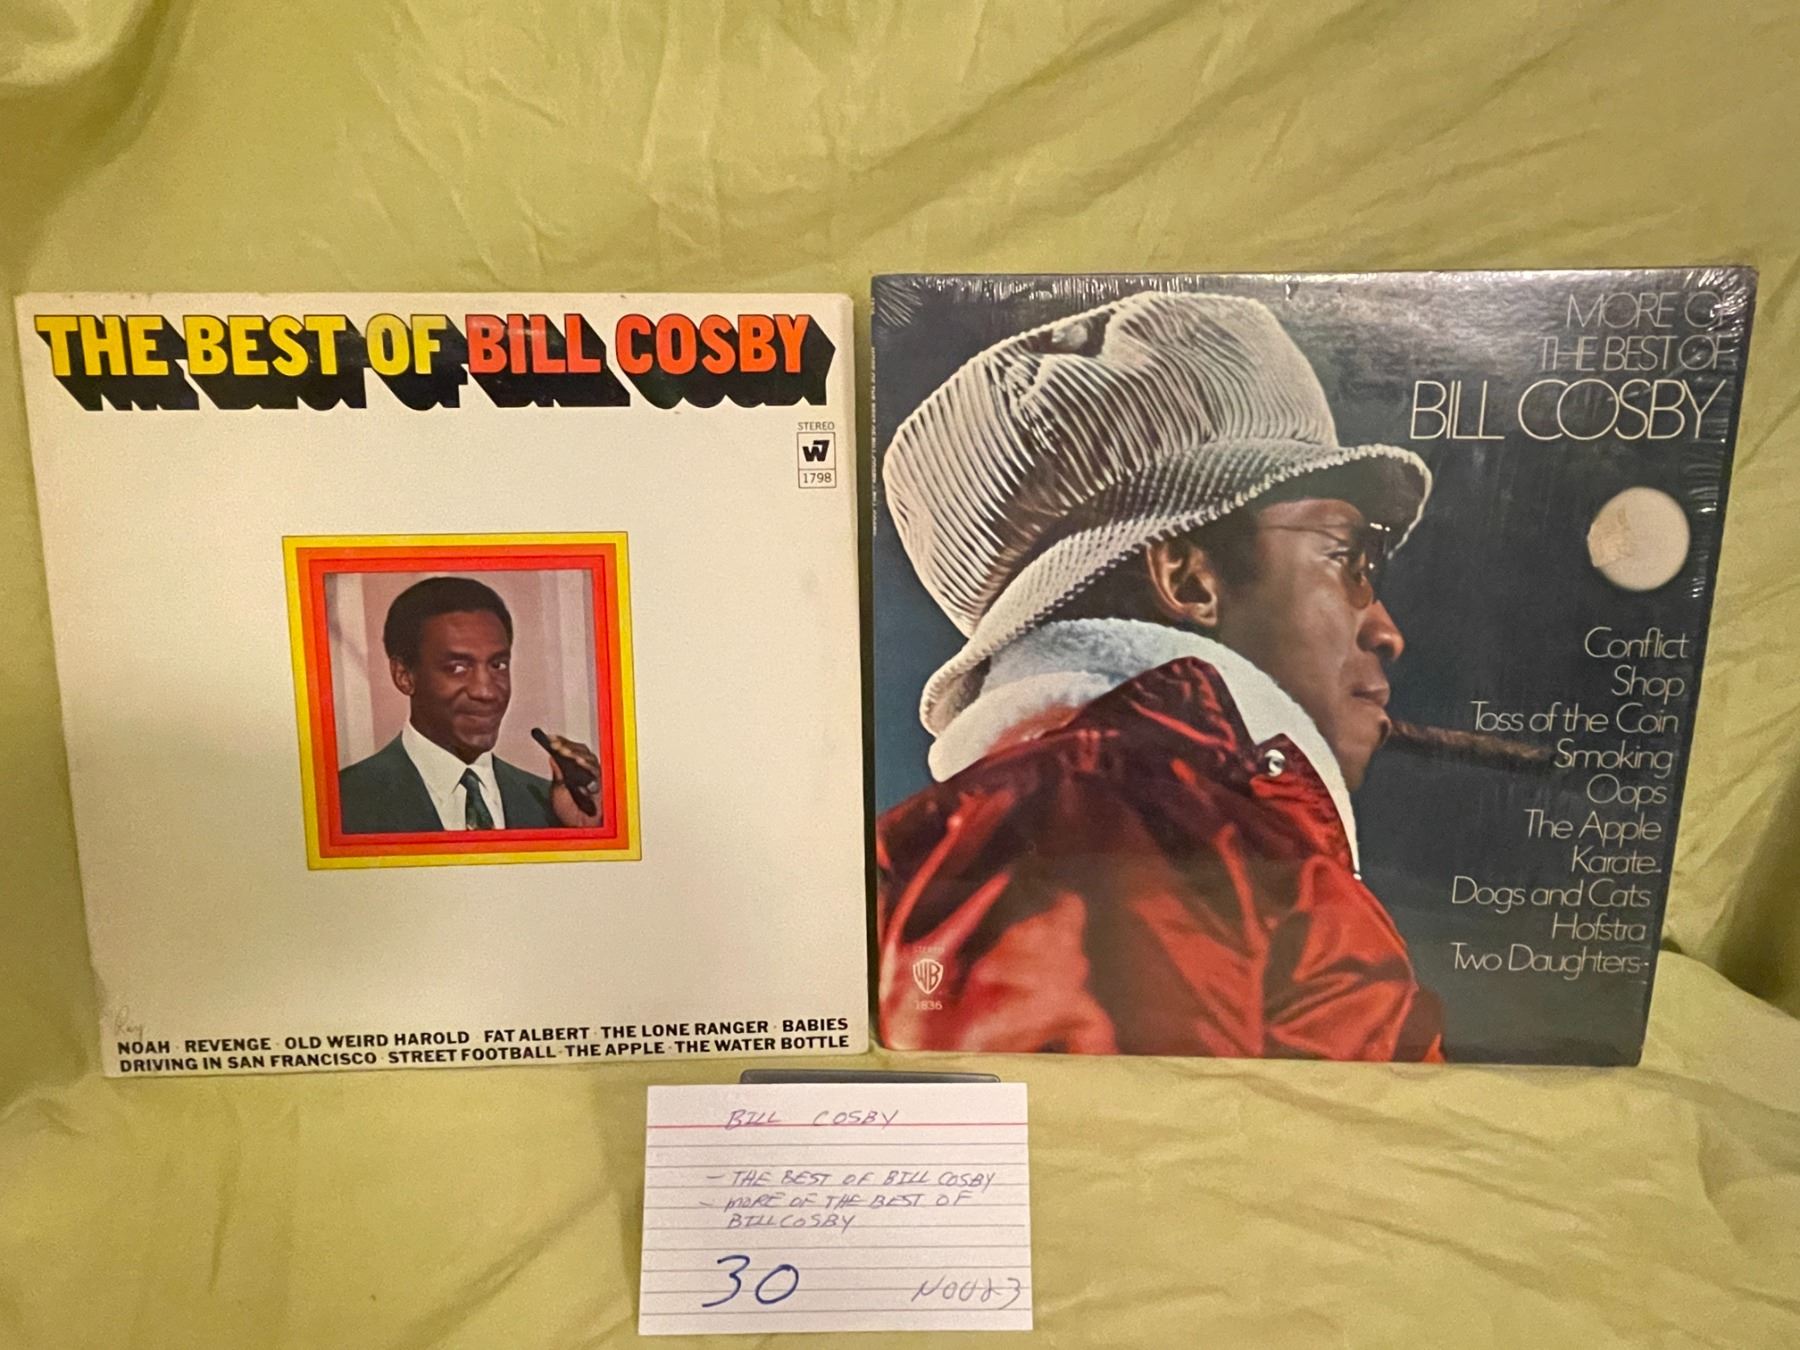 THE BEST OF BILL COSBY
STEREO
W7
1798
Ray
NOAH · REVENGE · OLD WEIRD HAROLD · FAT ALBERT · THE LONE RANGER · BABIES
DRIVING IN SAN FRANCISCO · STREET FOOTBALL · THE APPLE · THE WATER BOTTLE
MORE OF
THE BEST OF
BILL COSBY
Conflict
Shop
Toss of the Coin
Smoking
Oops
The Apple
Karate
Dogs and Cats
Hofstra
Two Daughters
STEREO
WB
1836
BILL COSBY
- THE BEST OF BILL COSBY
- MORE OF THE BEST OF
BILL COSBY
30